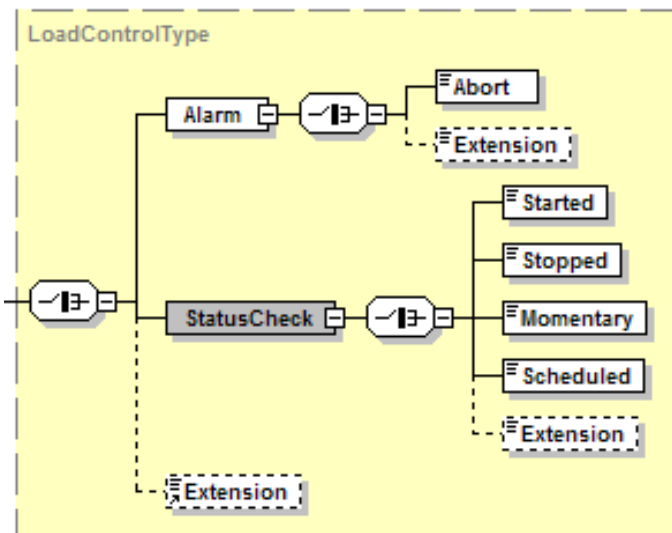 LoadControlType
Abort
Alarm
Extension
Started
Stopped
StatusCheck
Momentary
Scheduled
Extension
Extension